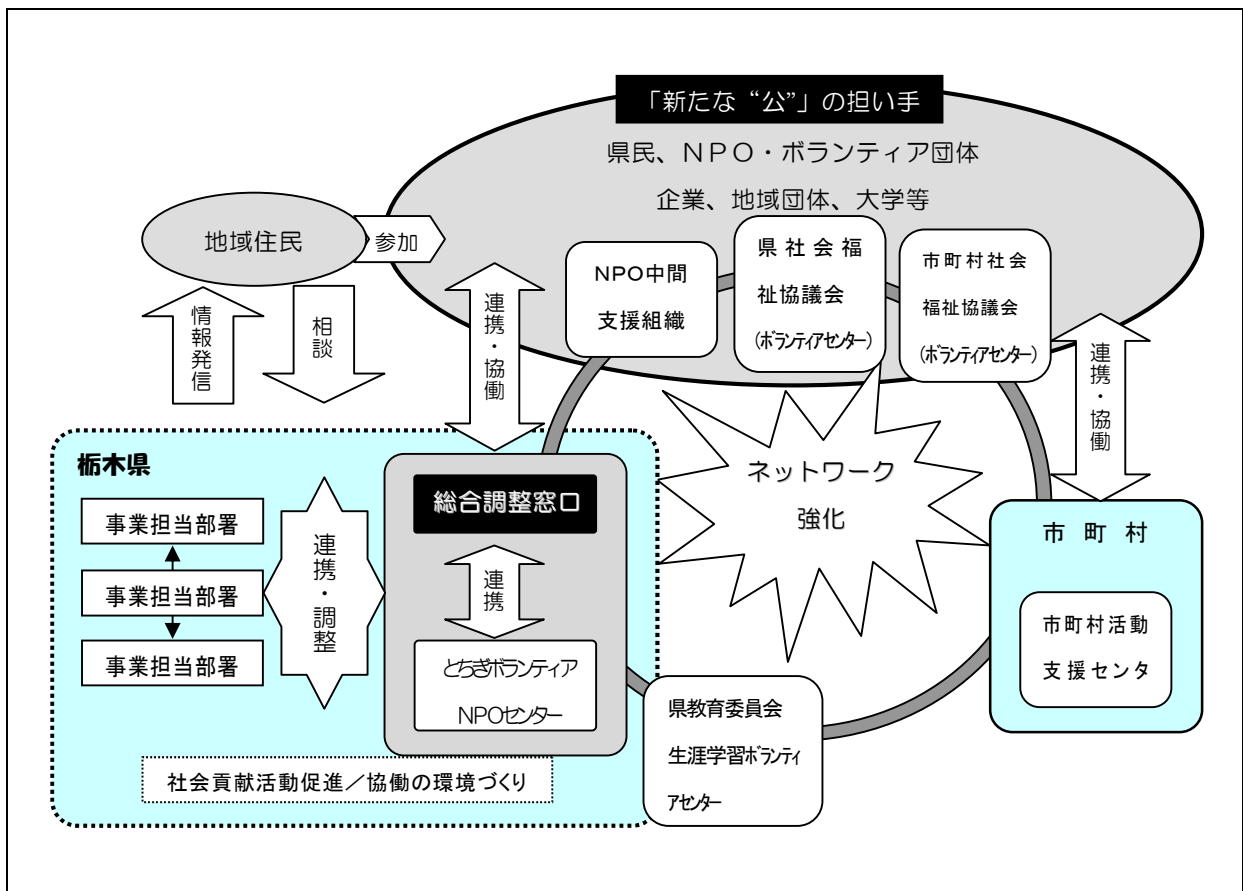 「新たな“公”」の担い手
県民、NPO・ボランティア団体
企業、地域団体、大学等
地域住民
参加
NPO中間
支援組織
県社会福
祉協議会
(ボランティアセンター)
市町村社会
福祉協議会
(ボランティアセンター)
情報発信
相談
連携・協働
連携・協働
栃木県
事業担当部署
事業担当部署
事業担当部署
連携・調整
総合調整窓口
連携
とちぎボランティア
NPOセンター
社会貢献活動促進/協働の環境づくり
ネットワーク
強化
市町村
市町村活動
支援センタ
県教育委員会
生涯学習ボランティ
アセンター